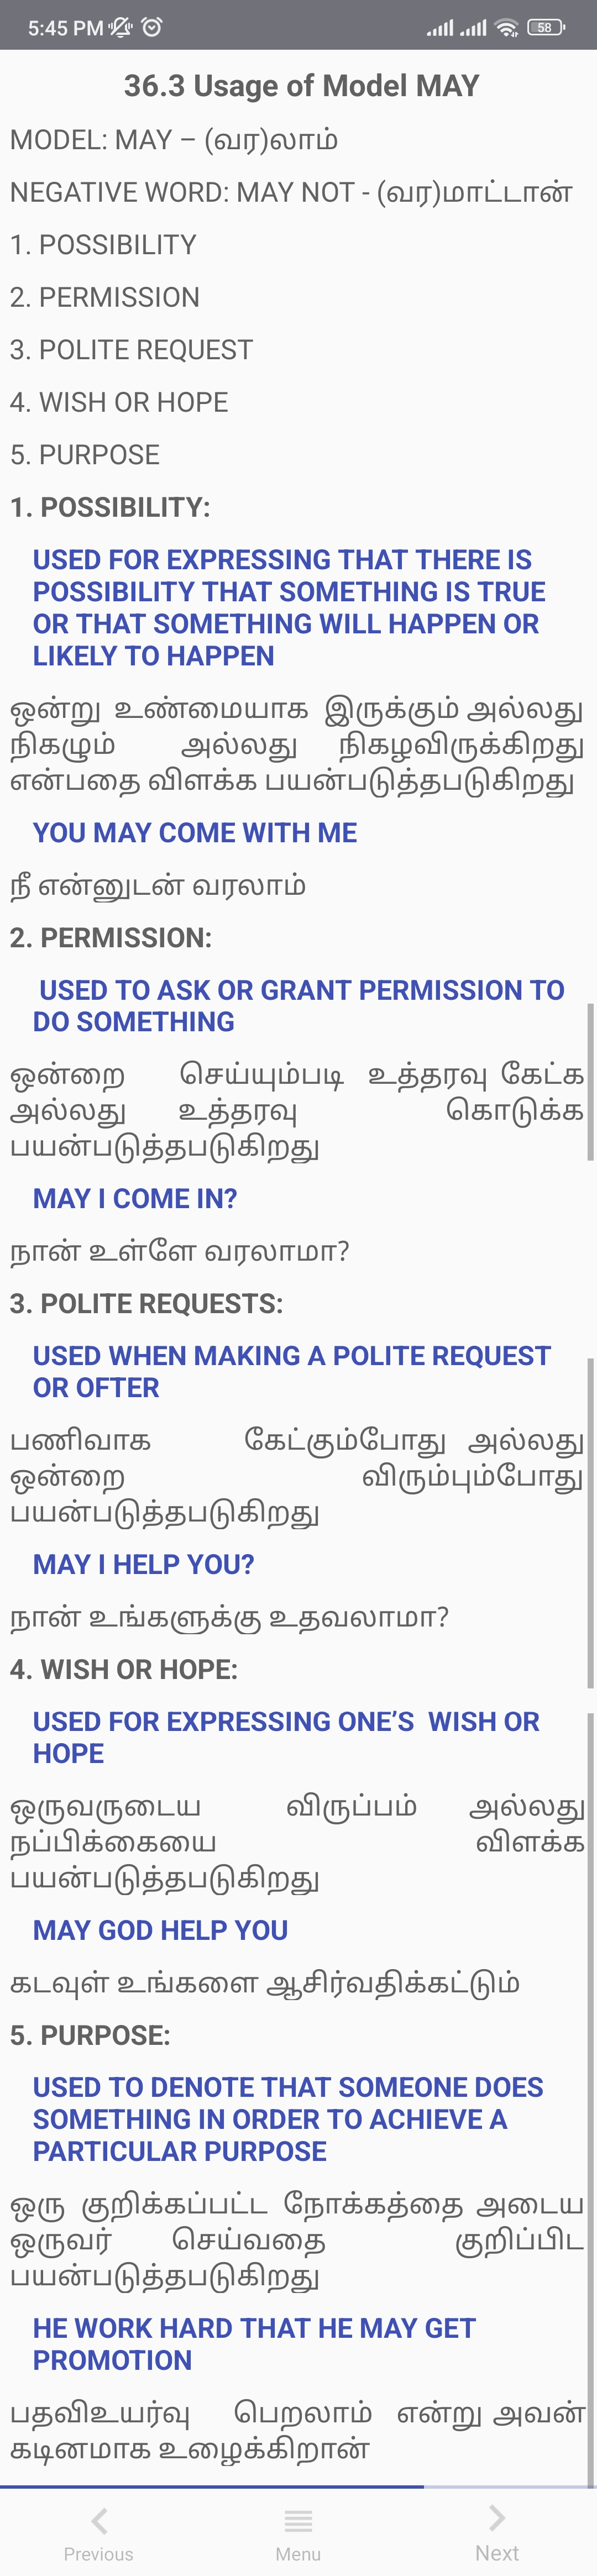 5:45 PM
58
36.3 Usage of Model MAY
MODEL: MAY – (வர)லாம்
NEGATIVE WORD: MAY NOT - (வர)மாட்டான்
1. POSSIBILITY
2. PERMISSION
3. POLITE REQUEST
4. WISH OR HOPE
5. PURPOSE
1. POSSIBILITY:
USED FOR EXPRESSING THAT THERE IS
POSSIBILITY THAT SOMETHING IS TRUE
OR THAT SOMETHING WILL HAPPEN OR
LIKELY TO HAPPEN
ஒன்று உண்மையாக இருக்கும் அல்லது
நிகழும் அல்லது நிகழவிருக்கிறது
என்பதை விளக்க பயன்படுத்தபடுகிறது
YOU MAY COME WITH ME
நீ என்னுடன் வரலாம்
2. PERMISSION:
USED TO ASK OR GRANT PERMISSION TO
DO SOMETHING
ஒன்றை செய்யும்படி உத்தரவு கேட்க
அல்லது உத்தரவு கொடுக்க
பயன்படுத்தபடுகிறது
MAY I COME IN?
நான் உள்ளே வரலாமா?
3. POLITE REQUESTS:
USED WHEN MAKING A POLITE REQUEST
OR OFTER
பணிவாக கேட்கும்போது அல்லது
ஒன்றை விரும்பும்போது
பயன்படுத்தபடுகிறது
MAY I HELP YOU?
நான் உங்களுக்கு உதவலாமா?
4. WISH OR HOPE:
USED FOR EXPRESSING ONE’S WISH OR
HOPE
ஒருவருடைய விருப்பம் அல்லது
நப்பிக்கையை விளக்க
பயன்படுத்தபடுகிறது
MAY GOD HELP YOU
கடவுள் உங்களை ஆசிர்வதிக்கட்டும்
5. PURPOSE:
USED TO DENOTE THAT SOMEONE DOES
SOMETHING IN ORDER TO ACHIEVE A
PARTICULAR PURPOSE
ஒரு குறிக்கப்பட்ட நோக்கத்தை அடைய
ஒருவர் செய்வதை குறிப்பிட
பயன்படுத்தபடுகிறது
HE WORK HARD THAT HE MAY GET
PROMOTION
பதவிஉயர்வு பெறலாம் என்று அவன்
கடினமாக உழைக்கிறான்
Previous
Menu
Next